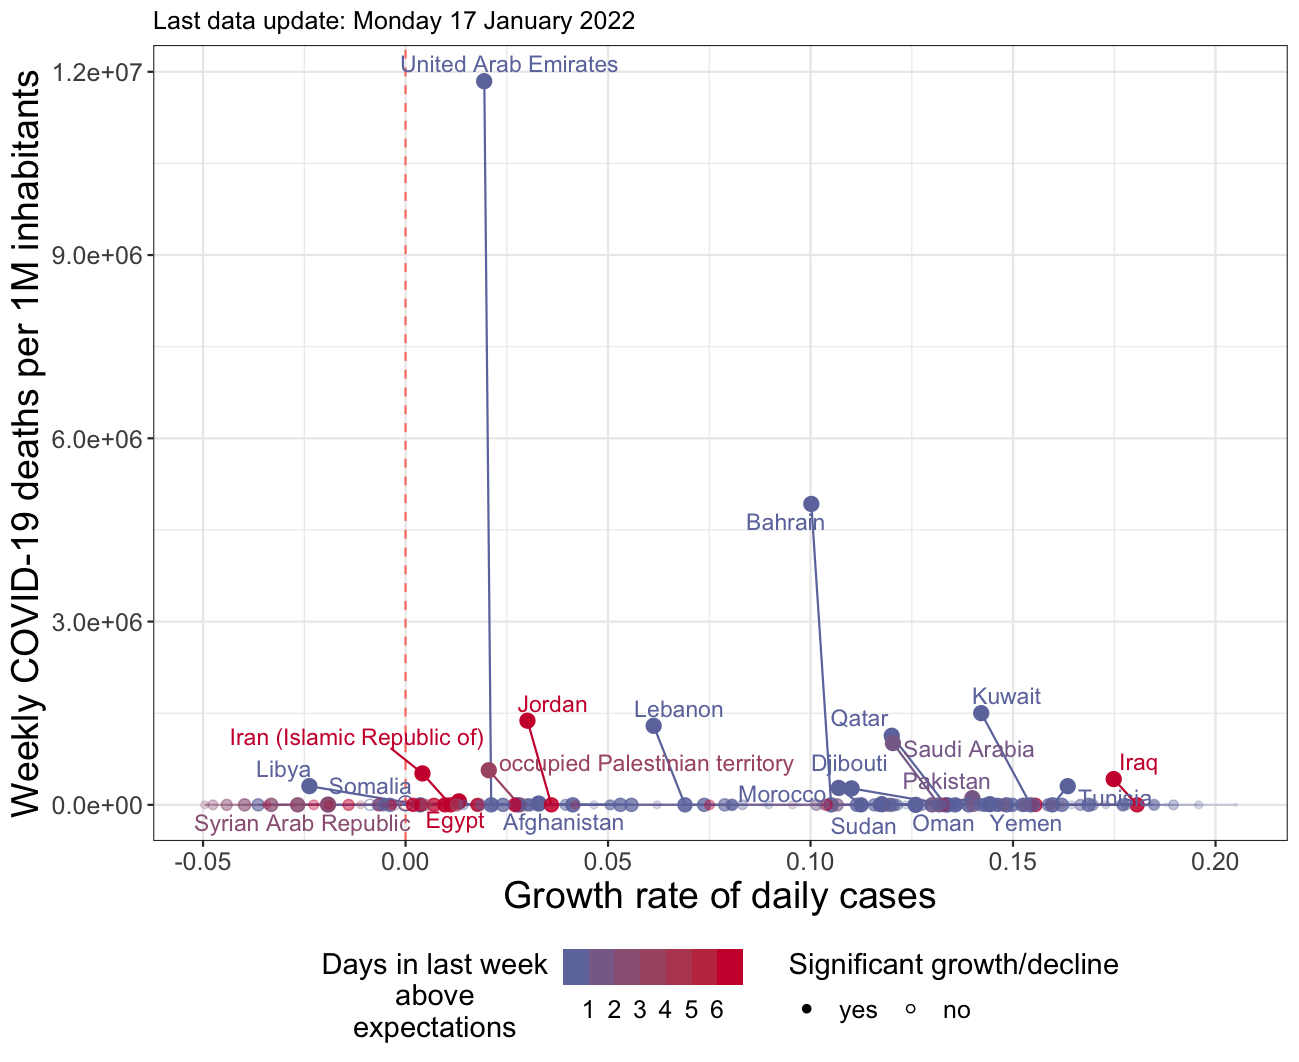 Last data update: Monday 17 January 2022
Weekly COVID-19 deaths per 1M inhabitants
1.2e+07
9.0e+06
6.0e+06
3.0e+06
0.0e+00
United Arab Emirates
Bahrain
Jordan
Lebanon
Kuwait
Qatar
Iran (Islamic Republic of)
Saudi Arabia
occupied Palestinian territory
Djibouti
Iraq
Libya
Somalia
Pakistan
Morocco
Tunisia
Syrian Arab Republic
Egypt
Afghanistan
Sudan
Oman
Yemen
-0.05
0.00
0.05
0.10
0.15
0.20
Growth rate of daily cases
Days in last week
above
expectations
1 2 3 4 5 6
Significant growth/decline
yes
no